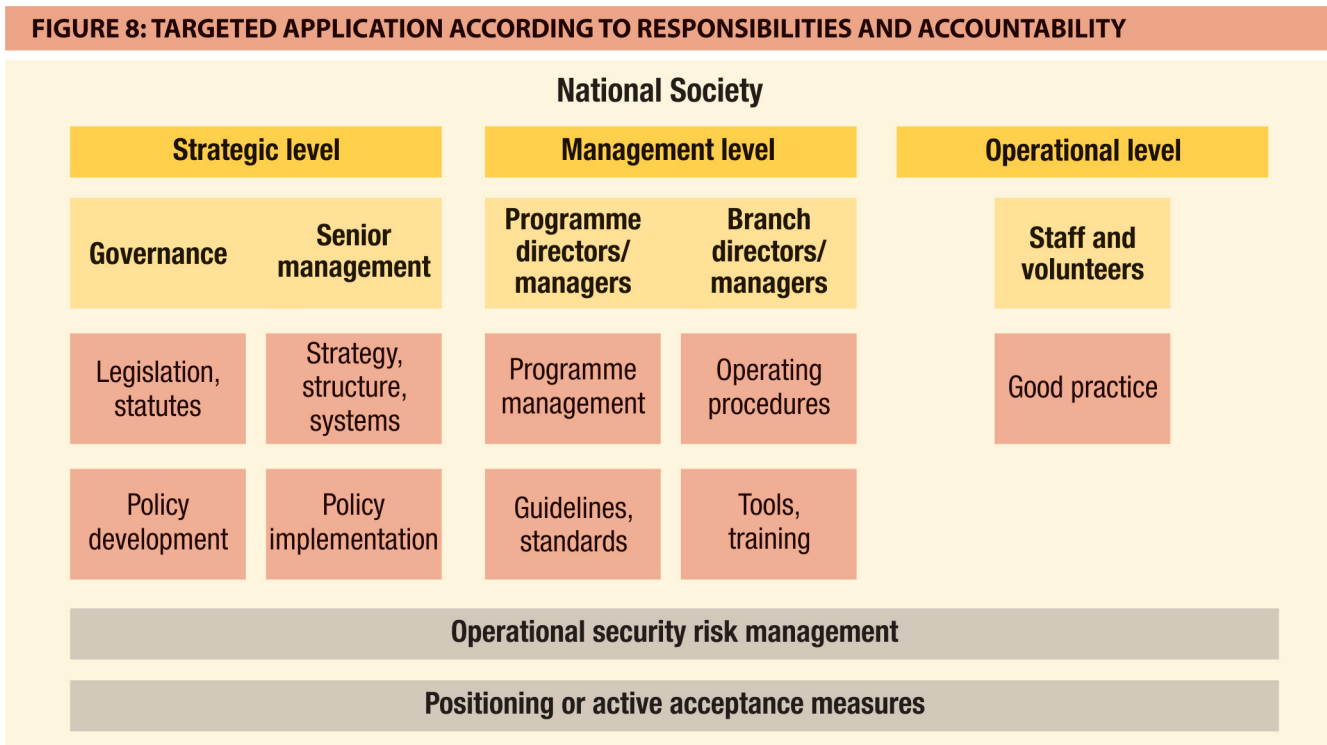 FIGURE 8: TARGETED APPLICATION ACCORDING TO RESPONSIBILITIES AND ACCOUNTABILITY
National Society
Strategic level
Management level
Operational level
Governance
Senior
management
Programme
directors/
managers
Branch
directors/
managers
Staff and
volunteers
Legislation,
statutes
Strategy,
structure,
systems
Programme
management
Operating
procedures
Good practice
Policy
development
Policy
implementation
Guidelines,
standards
Tools,
training
Operational security risk management
Positioning or active acceptance measures